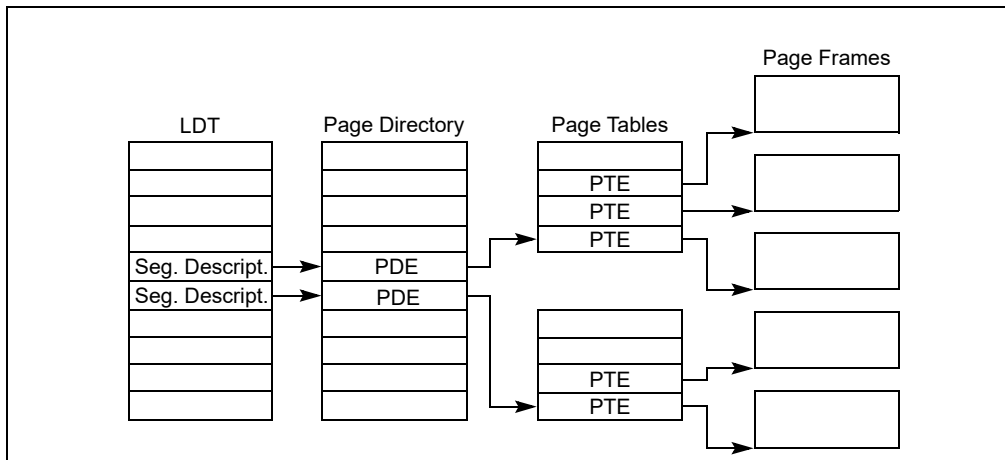 Page Frames
LDT
Page Directory
Page Tables
PTE
PTE
PTE
Seg. Descript.
PDE
Seg. Descript.
PDE
PTE
PTE